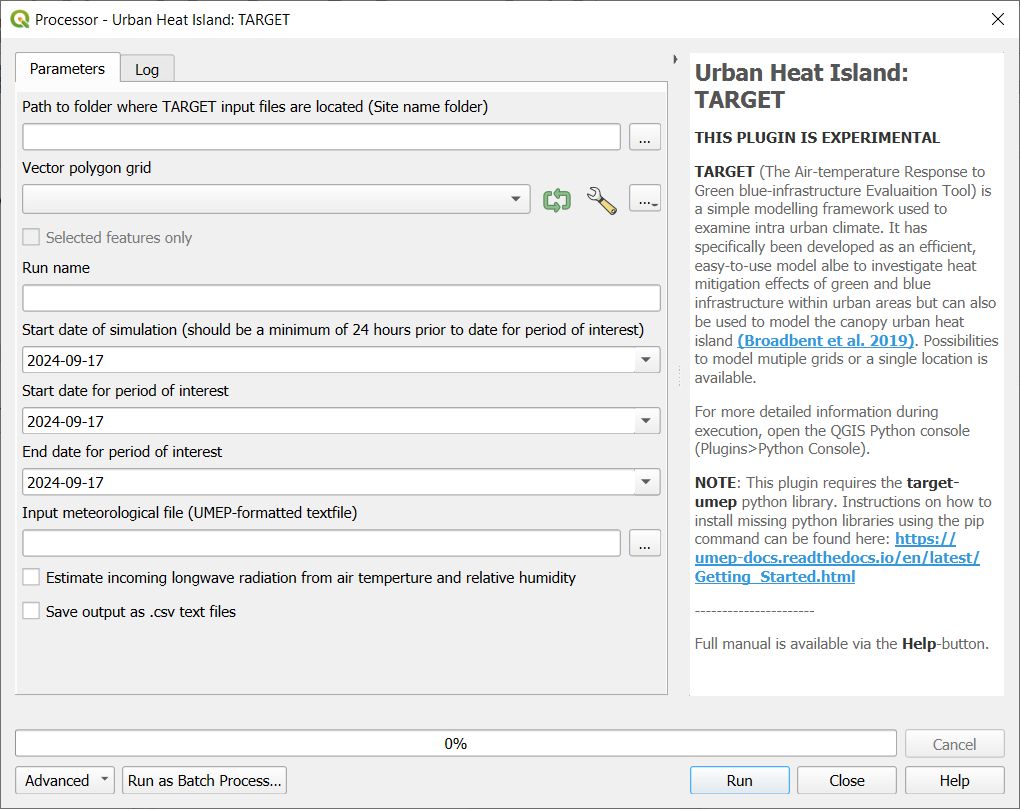 Processor - Urban Heat Island: TARGET
Parameters
Log
Path to folder where TARGET input files are located (Site name folder)
...
Vector polygon grid
...
Selected features only
Run name
Start date of simulation (should be a minimum of 24 hours prior to date for period of interest)
2024-09-17
Start date for period of interest
2024-09-17
End date for period of interest
2024-09-17
Input meteorological file (UMEP-formatted textfile)
...
Estimate incoming longwave radiation from air temperture and relative humidity
Save output as .csv text files
Urban Heat Island:
TARGET
THIS PLUGIN IS EXPERIMENTAL
TARGET (The Air-temperature Response to
Green blue-infrastructure Evaluaition Tool) is
a simple modelling framework used to
examine intra urban climate. It has
specifically been developed as an efficient,
easy-to-use model albe to investigate heat
mitigation effects of green and blue
infrastructure within urban areas but can also
be used to model the canopy urban heat
island (Broadbent et al. 2019). Possibilities
to model mutiple grids or a single location is
available.
For more detailed information during
execution, open the QGIS Python console
(Plugins>Python Console).
NOTE: This plugin requires the target-
umep python library. Instructions on how to
install missing python libraries using the pip
command can be found here: https://
umep-docs.readthedocs.io/en/latest/
Getting_Started.html
----------------------
Full manual is available via the Help-button.
0%
Cancel
Advanced
Run as Batch Process...
Run
Close
Help